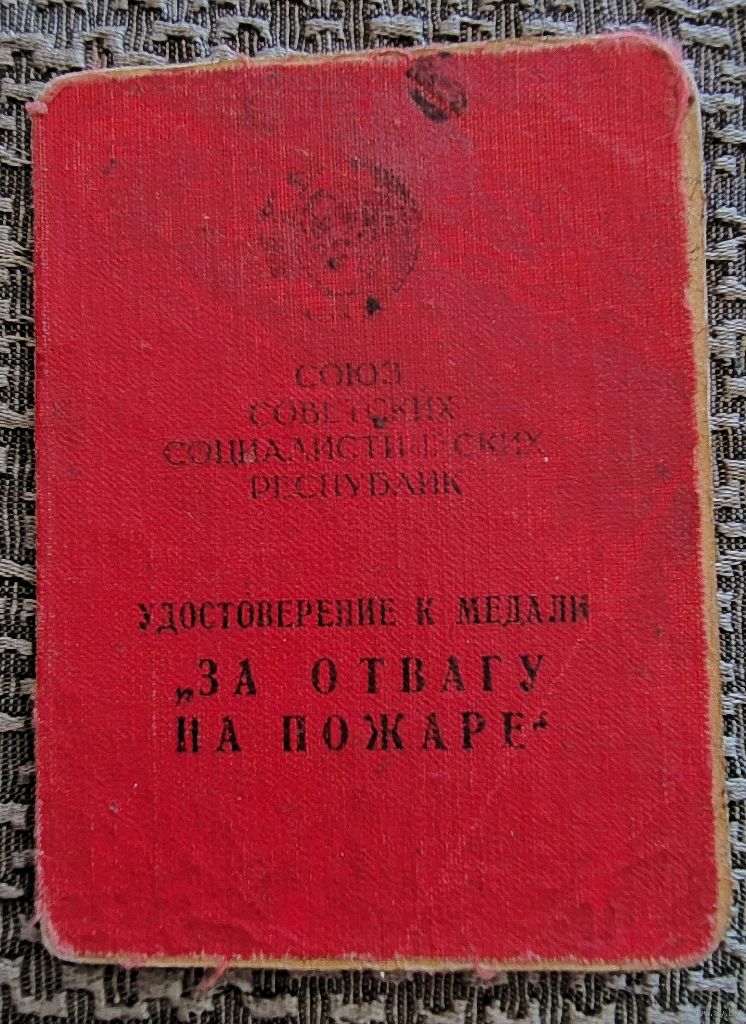 СОЮЗ
СОВЕТСКИХ
СОЦИАЛИСТИЧЕСКИХ
РЕСПУБЛИК
УДОСТОВЕРЕНИЕ К МЕДАЛИ
„ЗА ОТВАГУ
НА ПОЖАРЕ“